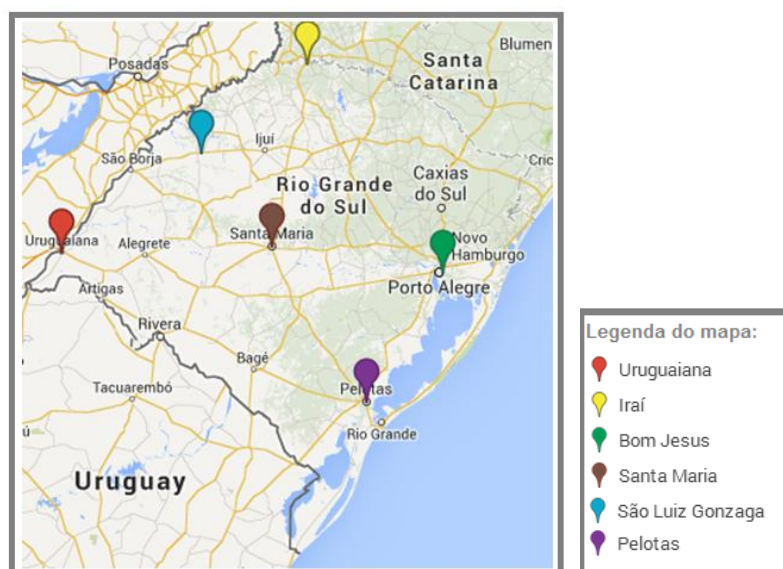 Blumen
Posadas
Santa
Catarina
Ijuí
São Borja
Caxias
do Sul
Cric
Rio Grande
do Sul
Uruguaiana
Santa Maria
Alegrete
Novo
Hamburgo
Porto Alegre
Artigas
Rivera
Bagé
Pelotas
Tacuarembó
ú
Rio Grande
Uruguay
Legenda do mapa:
Uruguaiana
Iraí
Bom Jesus
Santa Maria
São Luiz Gonzaga
Pelotas